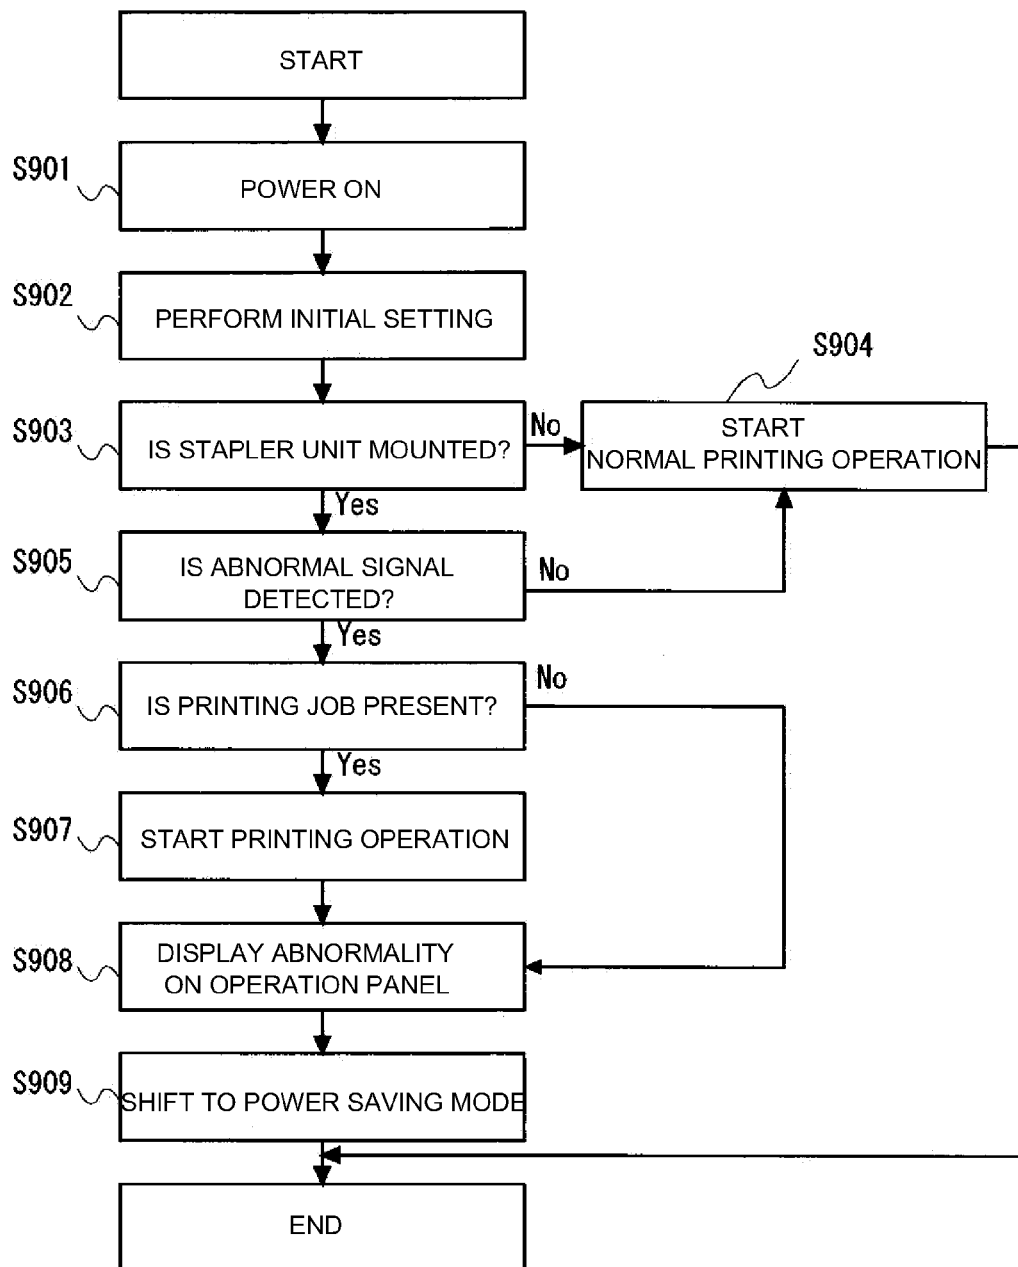 START
S901
POWER ON
S902
PERFORM INITIAL SETTING
S904
S903
IS STAPLER UNIT MOUNTED?
No
START
NORMAL PRINTING OPERATION
Yes
S905
IS ABNORMAL SIGNAL
DETECTED?
No
Yes
S906
IS PRINTING JOB PRESENT?
No
Yes
S907
START PRINTING OPERATION
S908
DISPLAY ABNORMALITY
ON OPERATION PANEL
S909
SHIFT TO POWER SAVING MODE
END